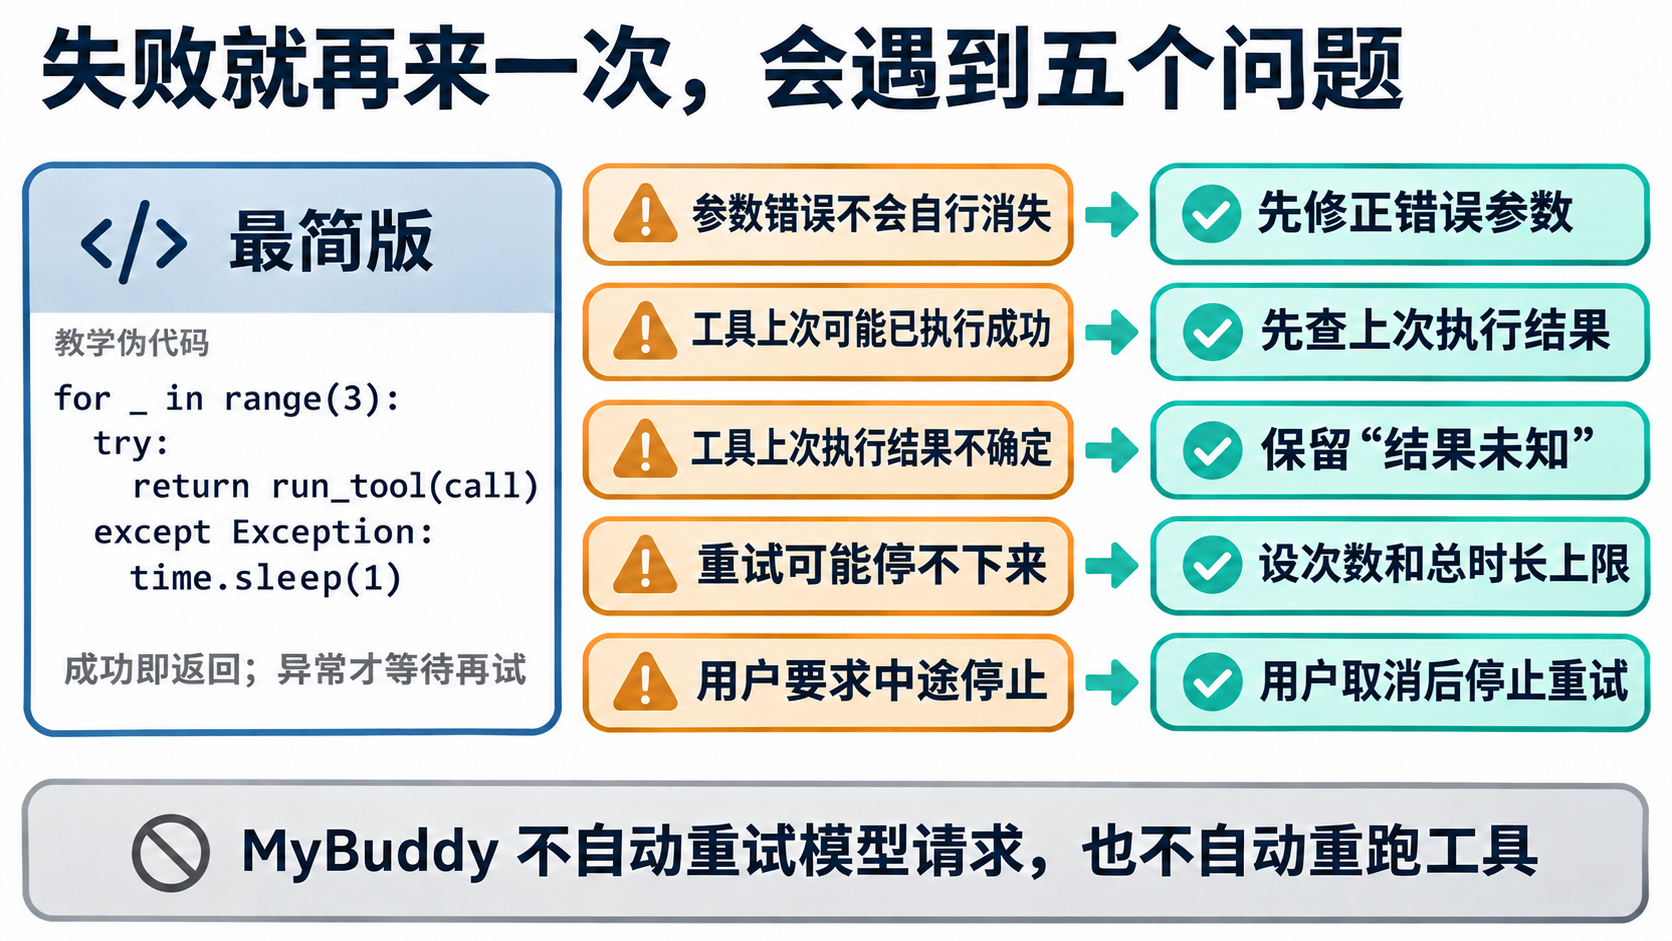 失败就再来一次，会遇到五个问题
</> 最简版
教学伪代码
for _ in range(3):
  try:
    return run_tool(call)
  except Exception:
    time.sleep(1)
成功即返回；异常才等待再试
参数错误不会自行消失
先修正错误参数
工具上次可能已执行成功
先查上次执行结果
工具上次执行结果不确定
保留“结果未知”
重试可能停不下来
设次数和总时长上限
用户要求中途停止
用户取消后停止重试
MyBuddy 不自动重试模型请求，也不自动重跑工具